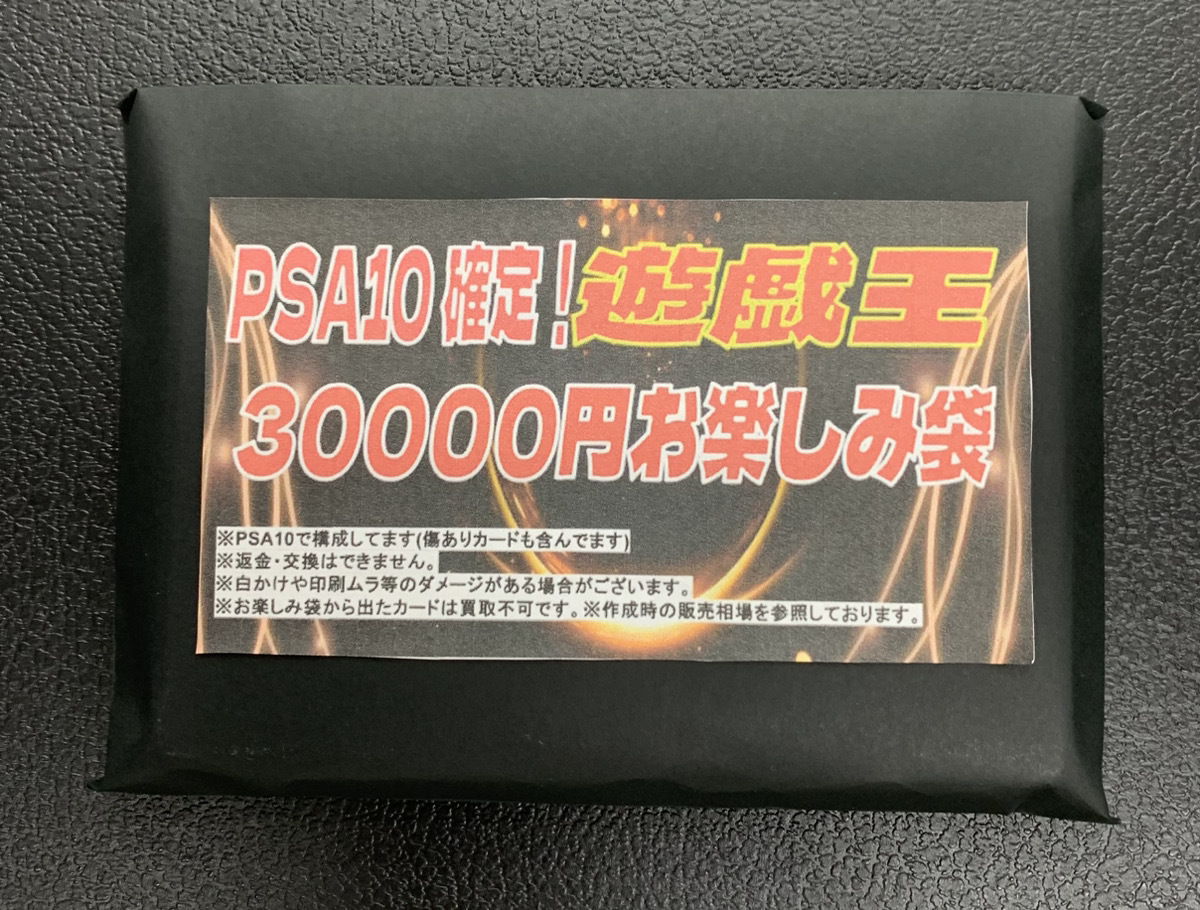 PSA10確定!遊戯王
30000円お楽しみ袋
※PSA10で構成してます(傷ありカードも含んでます)
※返金・交換はできません。
※白かけや印刷ムラ等のダメージがある場合がございます。
※お楽しみ袋から出たカードは買取不可です。※作成時の販売相場を参照しております。